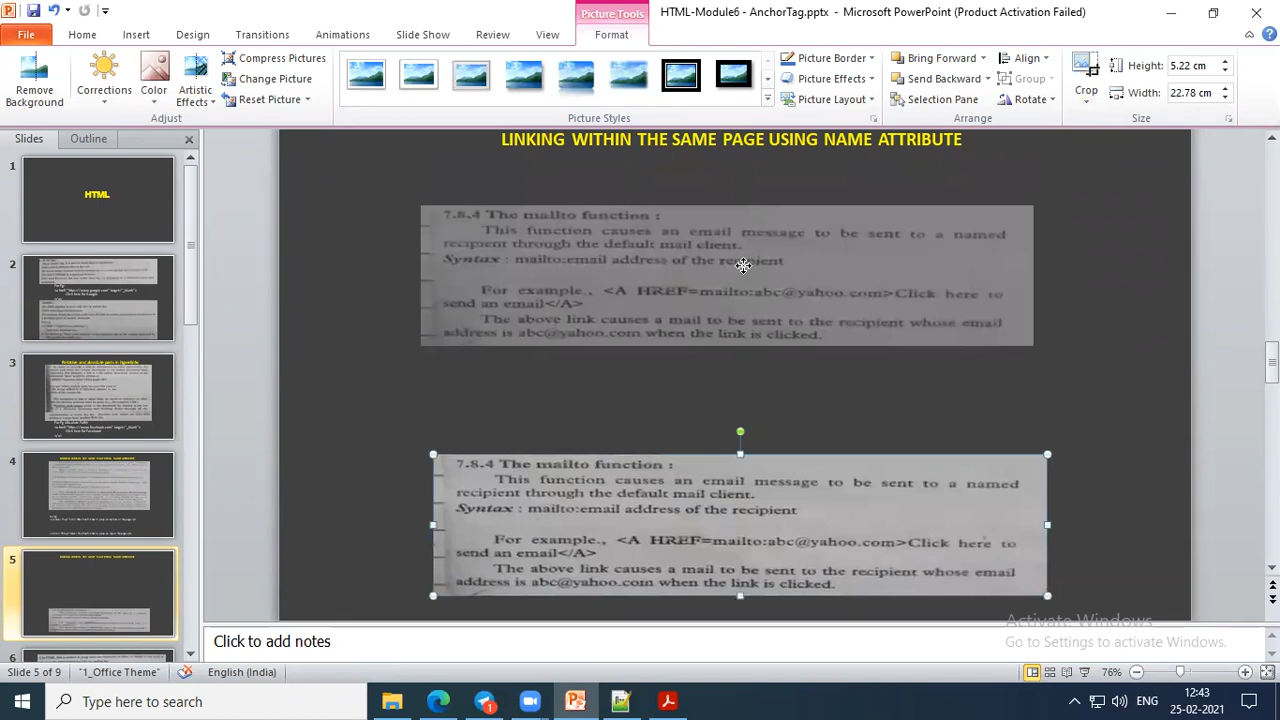 HTML-Module6 - AnchorTag.pptx - Microsoft PowerPoint (Product Activation Failed)
Picture Tools
File Home Insert Design Transitions Animations Slide Show Review View Format
Remove Background
Corrections
Color
Artistic Effects
Compress Pictures
Change Picture
Reset Picture
Adjust
Picture Styles
Picture Border
Picture Effects
Picture Layout
Bring Forward
Send Backward
Selection Pane
Align
Group
Rotate
Arrange
Crop
Height: 5.22 cm
Width: 22.78 cm
Size
Slides Outline
1
HTML
2
3
4
5
6
LINKING WITHIN THE SAME PAGE USING NAME ATTRIBUTE
7.8.4 The mailto function :
This function causes an email message to be sent to a named
recipient through the default mail client.
Syntax : mailto:email address of the recipient
For example., <A HREF=mailto:abc@yahoo.com>Click here to
send an email</A>
The above link causes a mail to be sent to the recipient whose email
address is abc@yahoo.com when the link is clicked.
7.8.4 The mailto function :
This function causes an email message to be sent to a named
recipient through the default mail client.
Syntax : mailto:email address of the recipient
For example., <A HREF=mailto:abc@yahoo.com>Click here to
send an email</A>
The above link causes a mail to be sent to the recipient whose email
address is abc@yahoo.com when the link is clicked.
Activate Windows
Go to Settings to activate Windows.
Click to add notes
Slide 5 of 9 "1_Office Theme" English (India) 76%
Type here to search
ENG
12:43
25-02-2021